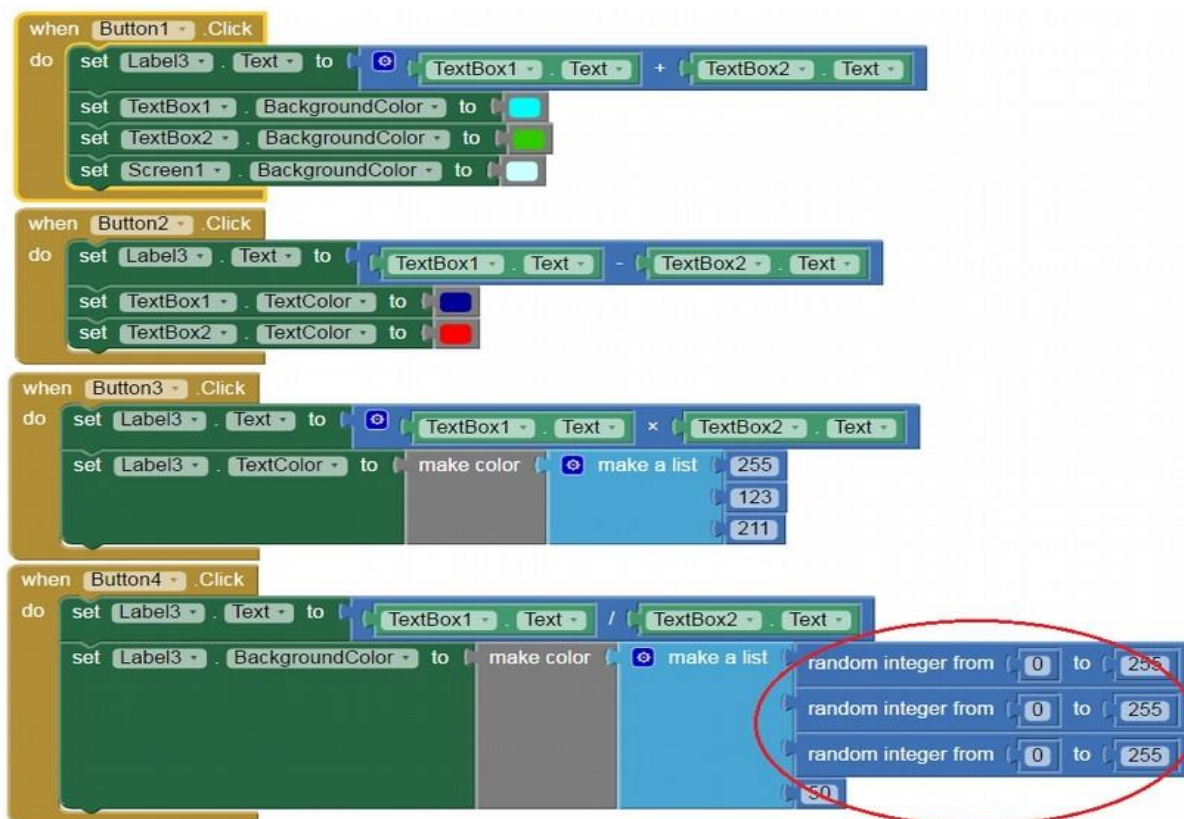 when Button1 .Click
do set Label3 . Text to TextBox1 . Text + TextBox2 . Text
set TextBox1 . BackgroundColor to
set TextBox2 . BackgroundColor to
set Screen1 . BackgroundColor to
when Button2 .Click
do set Label3 . Text to TextBox1 . Text - TextBox2 . Text
set TextBox1 . TextColor to
set TextBox2 . TextColor to
when Button3 .Click
do set Label3 . Text to TextBox1 . Text × TextBox2 . Text
set Label3 . TextColor to make color make a list 255
123
211
when Button4 .Click
do set Label3 . Text to TextBox1 . Text / TextBox2 . Text
set Label3 . BackgroundColor to make color make a list random integer from 0 to 255
random integer from 0 to 255
random integer from 0 to 255
50